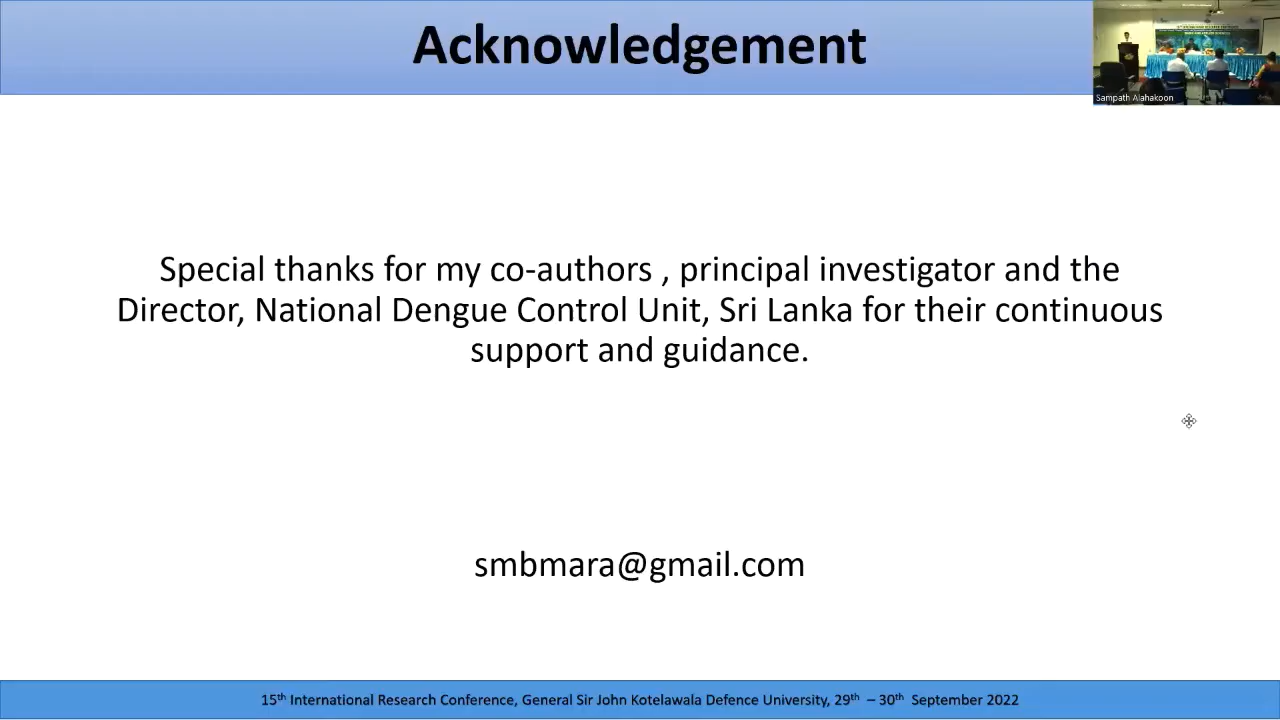 Acknowledgement
Sampath Alahakoon
Special thanks for my co-authors , principal investigator and the
Director, National Dengue Control Unit, Sri Lanka for their continuous
support and guidance.
smbmara@gmail.com
15th International Research Conference, General Sir John Kotelawala Defence University, 29th – 30th September 2022